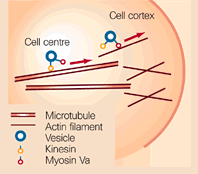 Cell cortex
Cell centre
Microtubule
Actin filament
Vesicle
Kinesin
Myosin Va